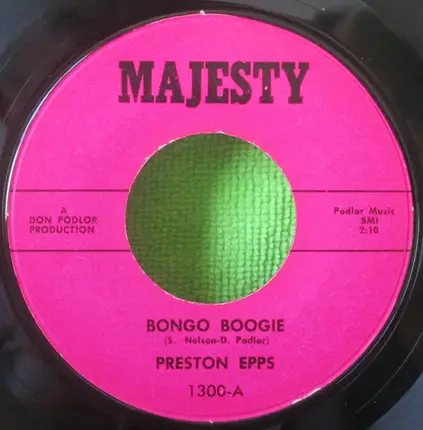 MAJESTY
A
DON PODLOR
PRODUCTION
Podlor Music
BMI
2:10
BONGO BOOGIE
(S. Nelson-D. Podlor)
PRESTON EPPS
1300-A